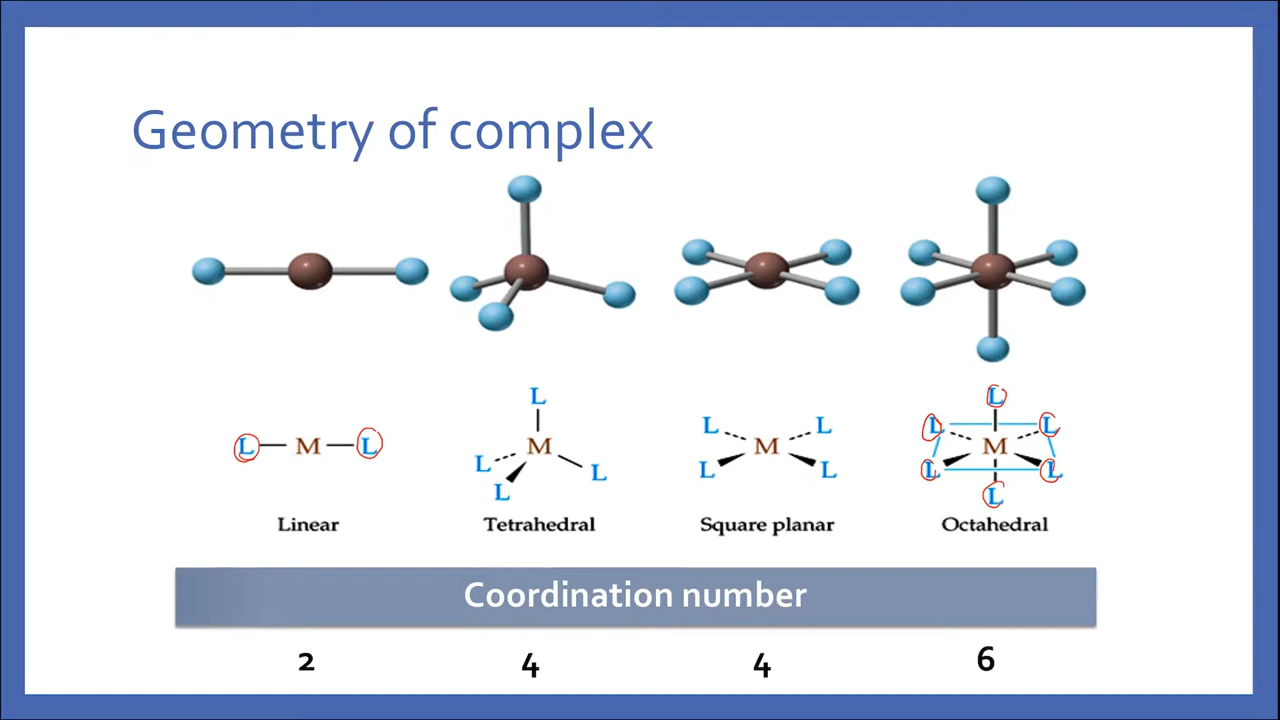 Geometry of complex
L M L
L
M
L
L
L
L L
M
L L
L
L L
M
L L
L
Linear
Tetrahedral
Square planar
Octahedral
Coordination number
2 4 4 6